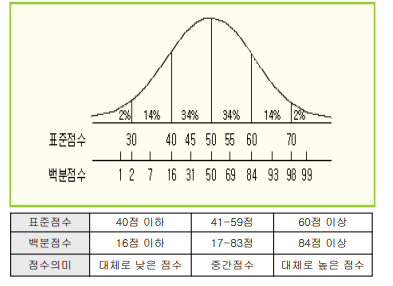 2% 14% 34% 34% 14% 2%
표준점수 30 40 45 50 55 60 70
백분점수 1 2 7 16 31 50 69 84 93 98 99
표준점수 40점 이하 41-59점 60점 이상
백분점수 16점 이하 17-83점 84점 이상
점수의미 대체로 낮은 점수 중간점수 대체로 높은 점수